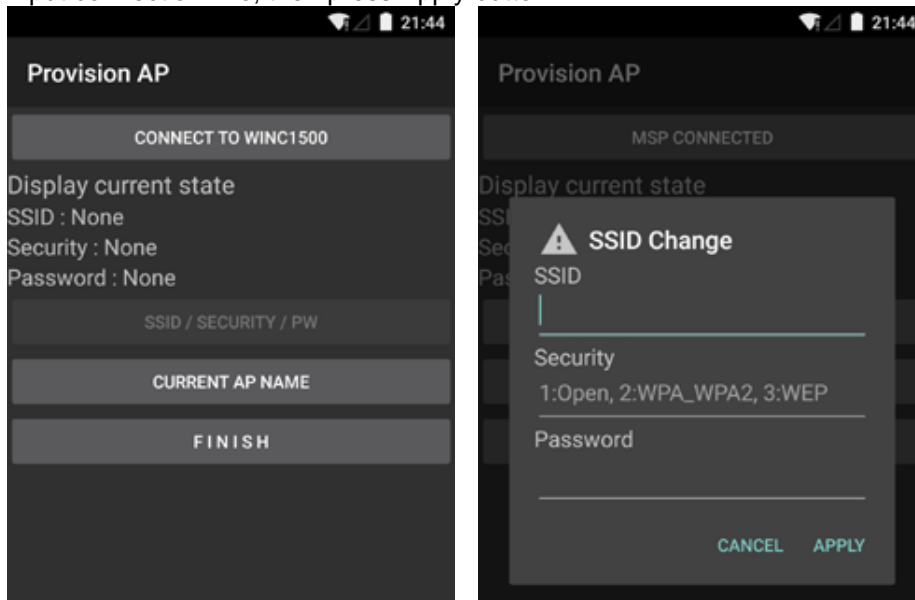 21:44
Provision AP
CONNECT TO WINC1500
Display current state
SSID : None
Security : None
Password : None
SSID / SECURITY / PW
CURRENT AP NAME
F I N I S H
21:44
Provision AP
MSP CONNECTED
Display current state
SSID Change
SSID
Security
1:Open, 2:WPA_WPA2, 3:WEP
Password
CANCEL APPLY